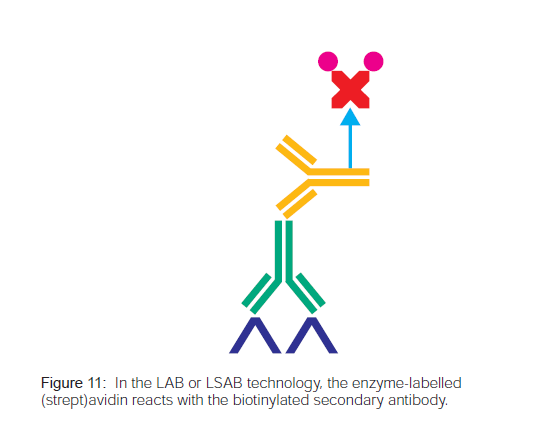 Figure 11: In the LAB or LSAB technology, the enzyme-labelled
(strept)avidin reacts with the biotinylated secondary antibody.